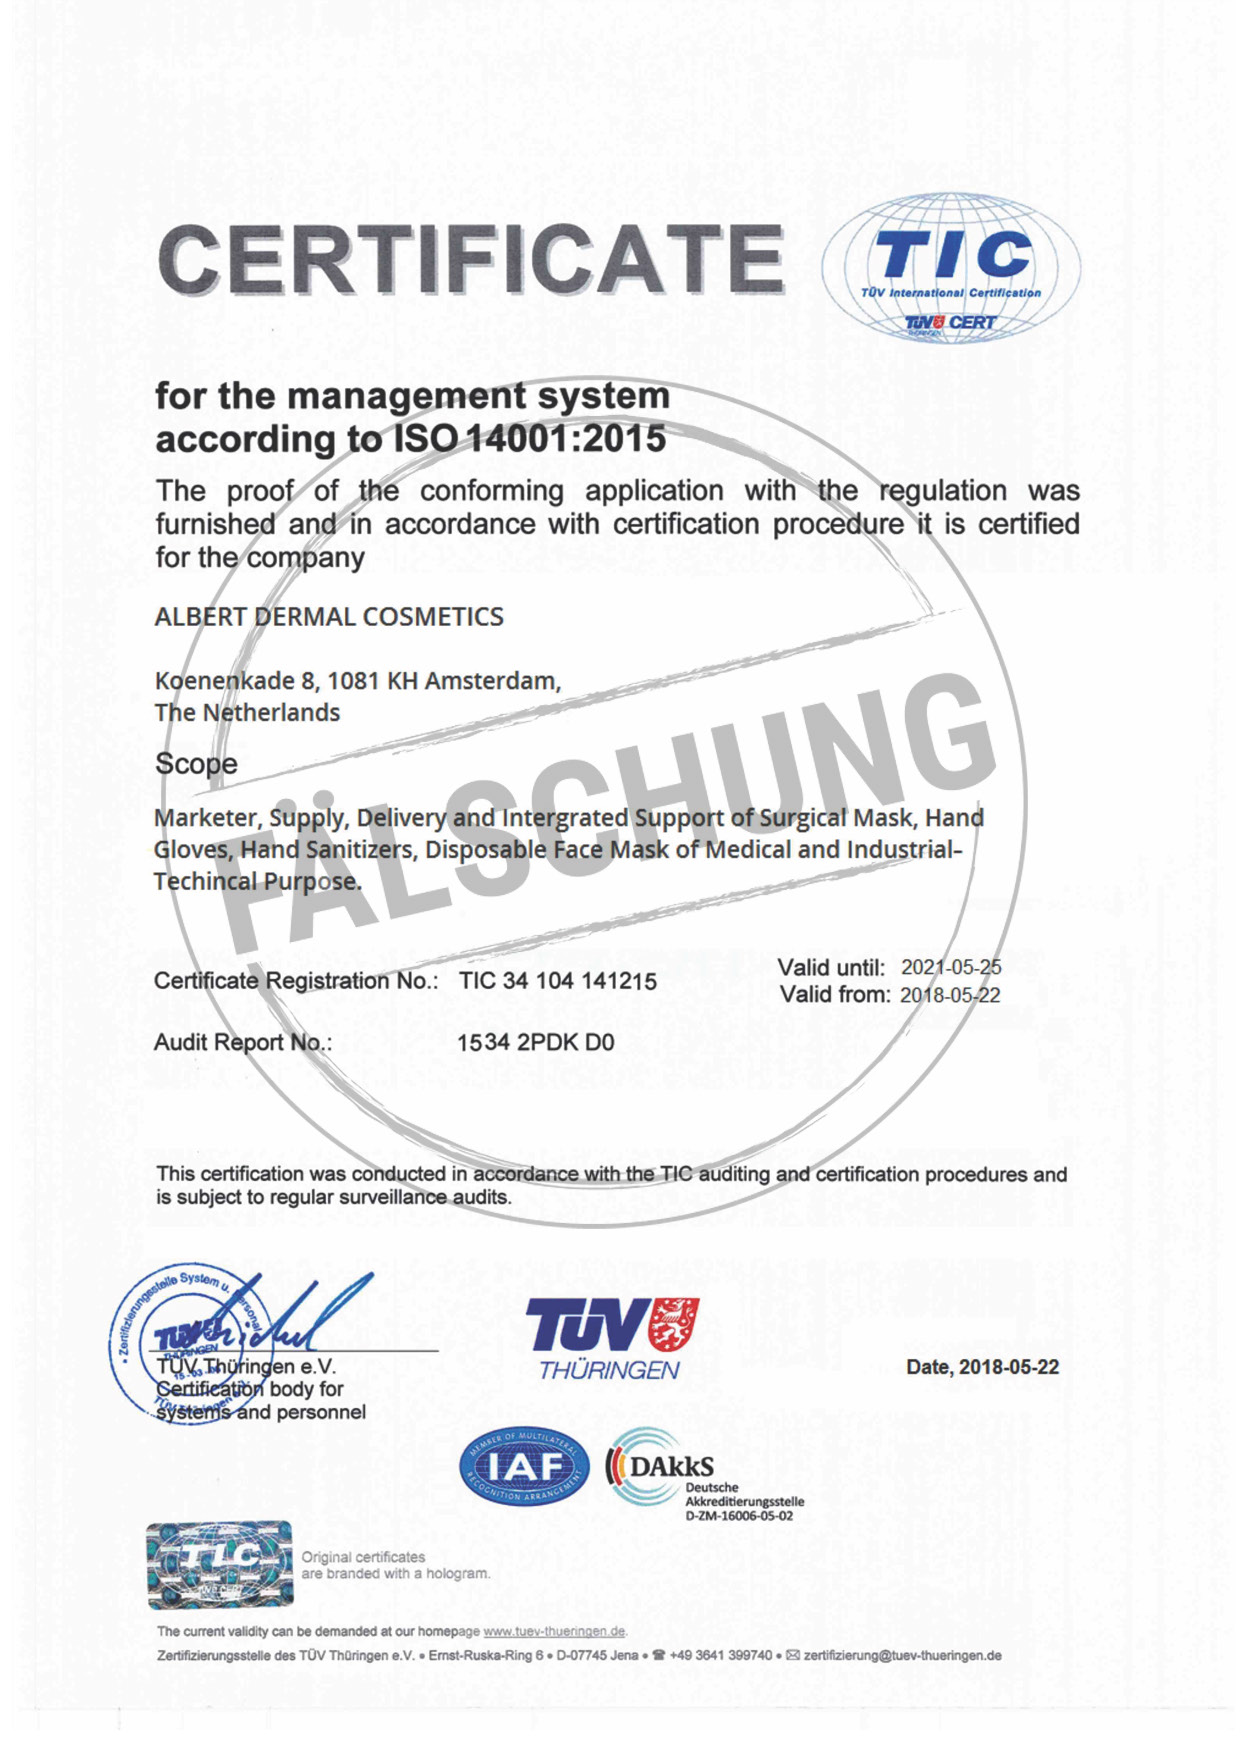 CERTIFICATE
TIC
TÜV International Certification
TÜV CERT
THÜRINGEN
for the management system
according to ISO 14001:2015
The proof of the conforming application with the regulation was
furnished and in accordance with certification procedure it is certified
for the company
ALBERT DERMAL COSMETICS
Koenenkade 8, 1081 KH Amsterdam,
The Netherlands
Scope
FÄLSCHUNG
Marketer, Supply, Delivery and Intergrated Support of Surgical Mask, Hand
Gloves, Hand Sanitizers, Disposable Face Mask of Medical and Industrial-
Techincal Purpose.
Certificate Registration No.: TIC 34 104 141215
Valid until: 2021-05-25
Valid from: 2018-05-22
Audit Report No.: 1534 2PDK D0
This certification was conducted in accordance with the TIC auditing and certification procedures and
is subject to regular surveillance audits.
• Zertifizierungsstelle System u. Personal
TÜV
THÜRINGEN
TÜV Thüringen e.V.
Certification body for
systems and personnel
TÜV
THÜRINGEN
Date, 2018-05-22
MEMBER OF MULTILATERAL
IAF
RECOGNITION ARRANGEMENT
DAkkS
Deutsche
Akkreditierungsstelle
D-ZM-16006-05-02
TIC
Original certificates
are branded with a hologram.
The current validity can be demanded at our homepage www.tuev-thueringen.de.
Zertifizierungsstelle des TÜV Thüringen e.V. • Ernst-Ruska-Ring 6 • D-07745 Jena • ☎ +49 3641 399740 • ✉ zertifizierung@tuev-thueringen.de